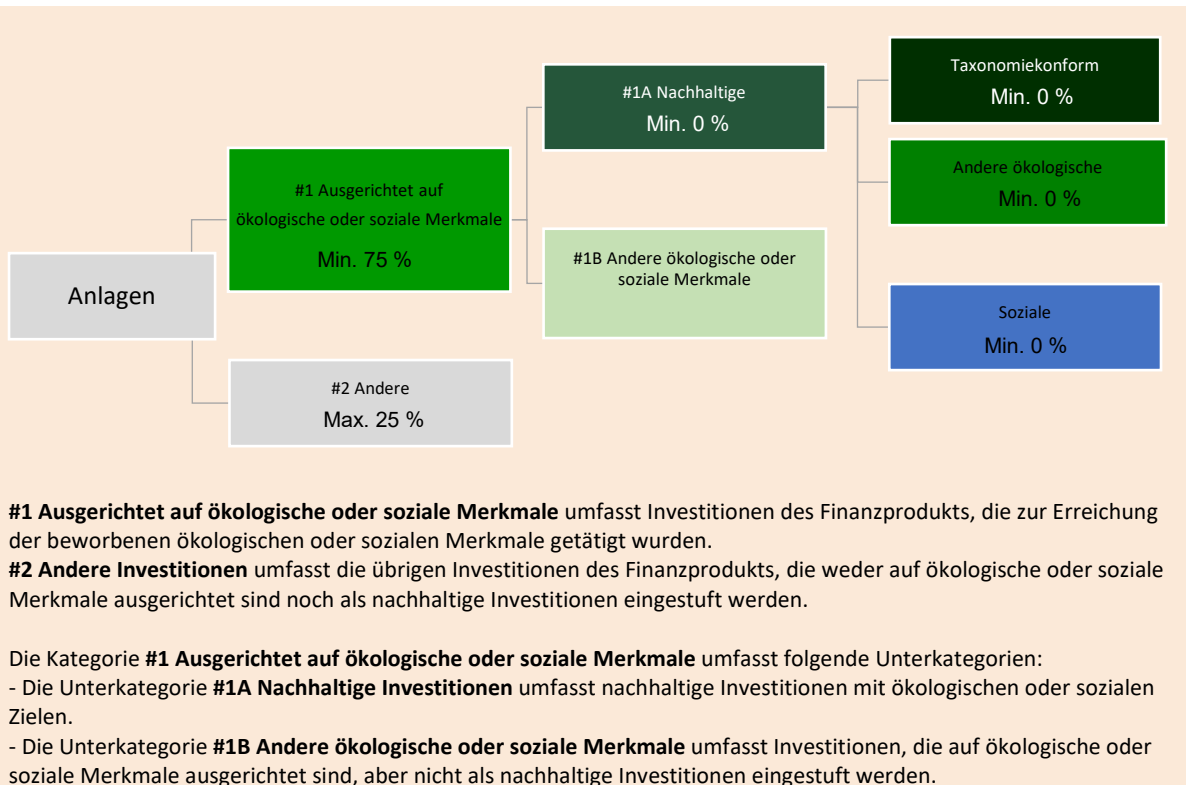 Taxonomiekonform
Min. 0 %
#1A Nachhaltige
Min. 0 %
Andere ökologische
Min. 0 %
#1 Ausgerichtet auf
ökologische oder soziale Merkmale
Min. 75 %
#1B Andere ökologische oder
soziale Merkmale
Anlagen
Soziale
Min. 0 %
#2 Andere
Max. 25 %
#1 Ausgerichtet auf ökologische oder soziale Merkmale umfasst Investitionen des Finanzprodukts, die zur Erreichung
der beworbenen ökologischen oder sozialen Merkmale getätigt wurden.
#2 Andere Investitionen umfasst die übrigen Investitionen des Finanzprodukts, die weder auf ökologische oder soziale
Merkmale ausgerichtet sind noch als nachhaltige Investitionen eingestuft werden.
Die Kategorie #1 Ausgerichtet auf ökologische oder soziale Merkmale umfasst folgende Unterkategorien:
- Die Unterkategorie #1A Nachhaltige Investitionen umfasst nachhaltige Investitionen mit ökologischen oder sozialen
Zielen.
- Die Unterkategorie #1B Andere ökologische oder soziale Merkmale umfasst Investitionen, die auf ökologische oder
soziale Merkmale ausgerichtet sind, aber nicht als nachhaltige Investitionen eingestuft werden.